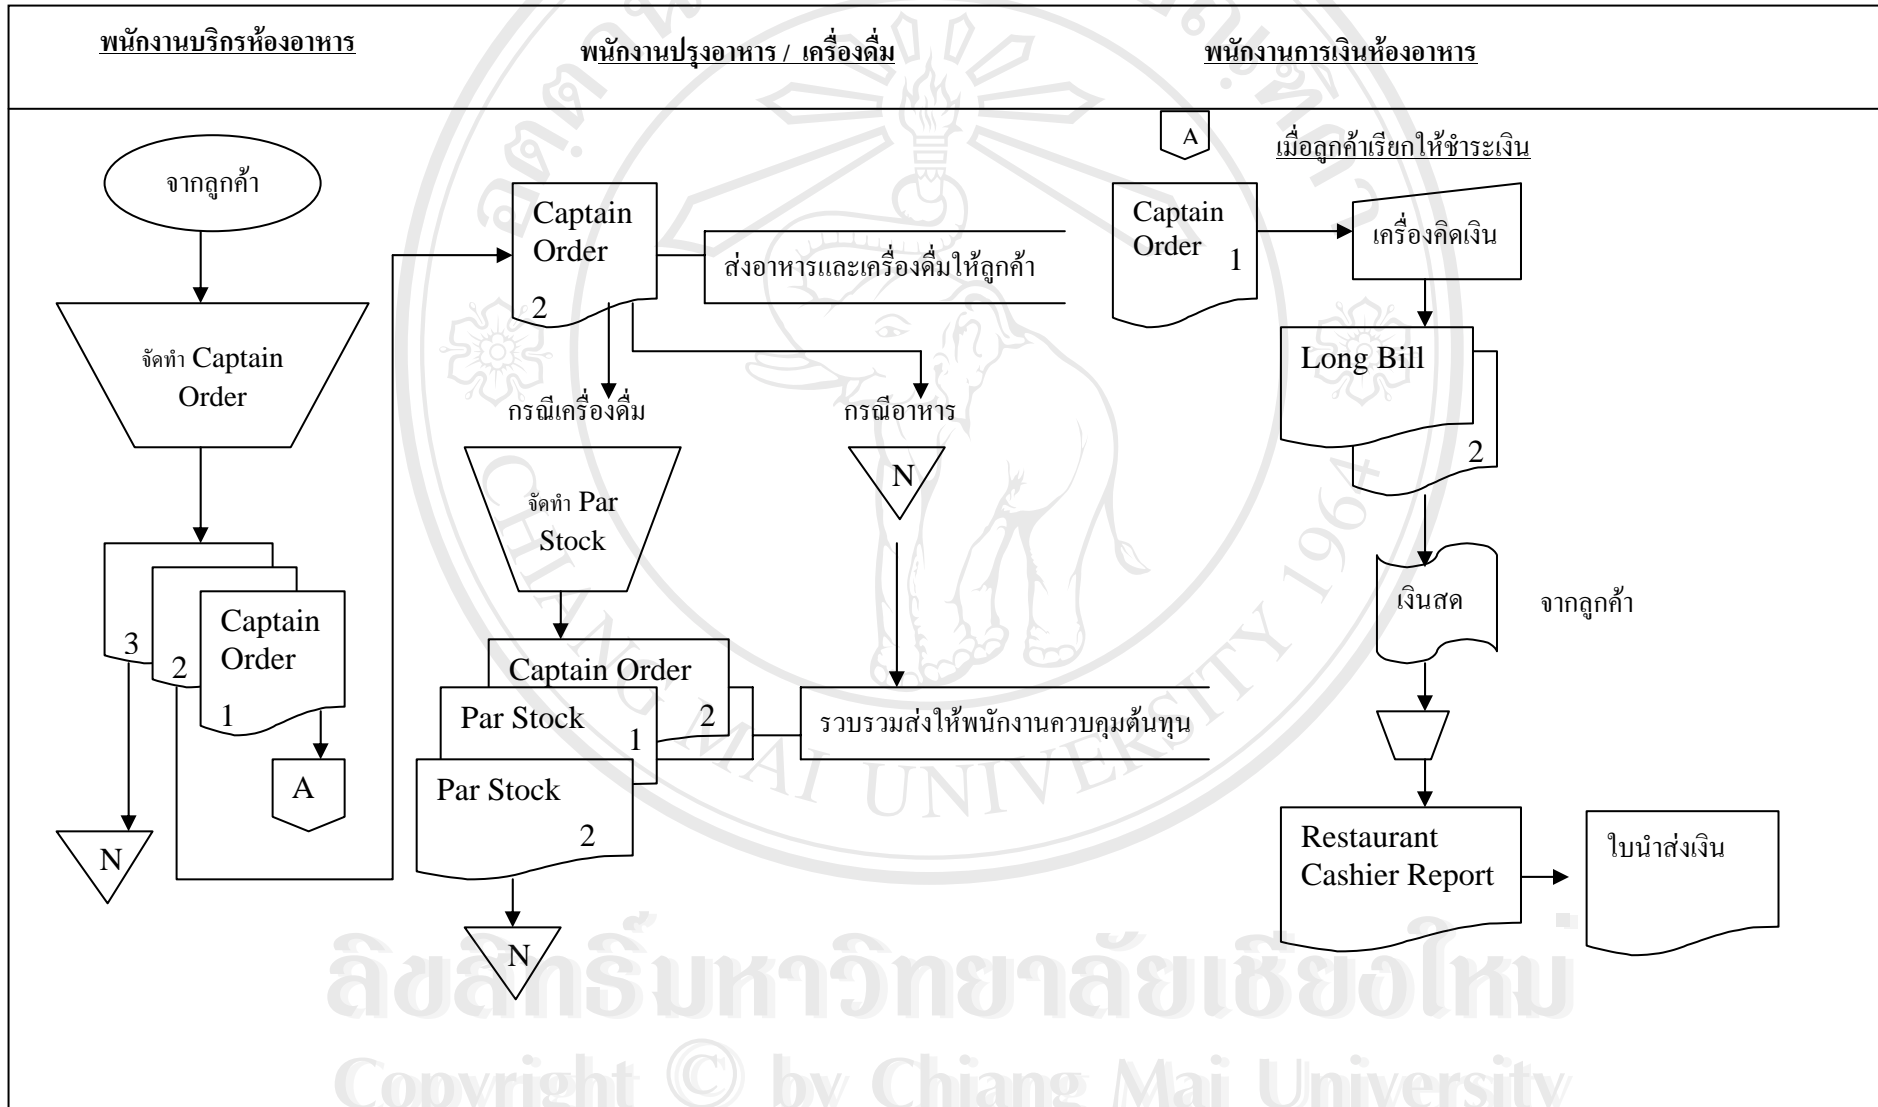 พนักงานบริกรห้องอาหาร
พนักงานปรุงอาหาร / เครื่องดื่ม
พนักงานการเงินห้องอาหาร
จากลูกค้า
จัดทำ Captain
Order
3
2
Captain
Order
1
A
N
Captain
Order
2
ส่งอาหารและเครื่องดื่มให้ลูกค้า
กรณีเครื่องดื่ม
กรณีอาหาร
จัดทำ Par
Stock
N
Captain Order
2
Par Stock
1
Par Stock
2
รวบรวมส่งให้พนักงานควบคุมต้นทุน
N
A
เมื่อลูกค้าเรียกให้ชำระเงิน
Captain
Order
1
เครื่องคิดเงิน
Long Bill
2
เงินสด
จากลูกค้า
Restaurant
Cashier Report
ใบนำส่งเงิน
CHIANG MAI UNIVERSITY 1964
ลิขสิทธิ์มหาวิทยาลัยเชียงใหม่
Copyright © by Chiang Mai University